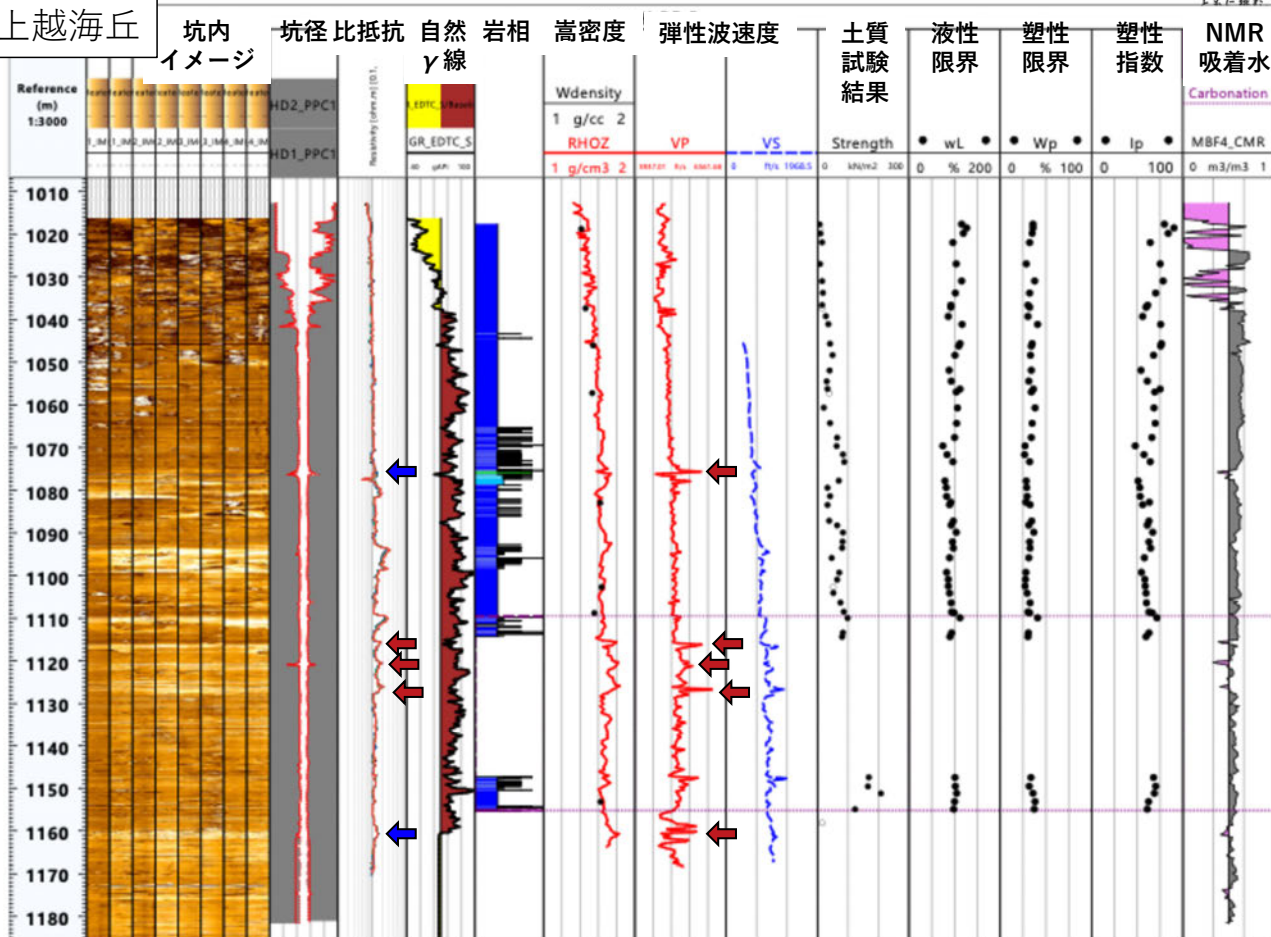 上越海丘
坑内
イメージ
坑径
比抵抗
自然
γ線
岩相
嵩密度
弾性波速度
土質
試験
結果
液性
限界
塑性
限界
塑性
指数
NMR
吸着水
Reference
(m)
1:3000
HD2_PPC1
HD1_PPC1
GR_EDTC_S
Wdensity
1 g/cc 2
RHOZ
1 g/cm3 2
VP
VS
0 ft/s 1968.5
Strength
0 kN/m2 300
wL
0 % 200
Wp
0 % 100
Ip
0 100
Carbonation
MBF4_CMR
0 m3/m3 1
1010
1020
1030
1040
1050
1060
1070
1080
1090
1100
1110
1120
1130
1140
1150
1160
1170
1180